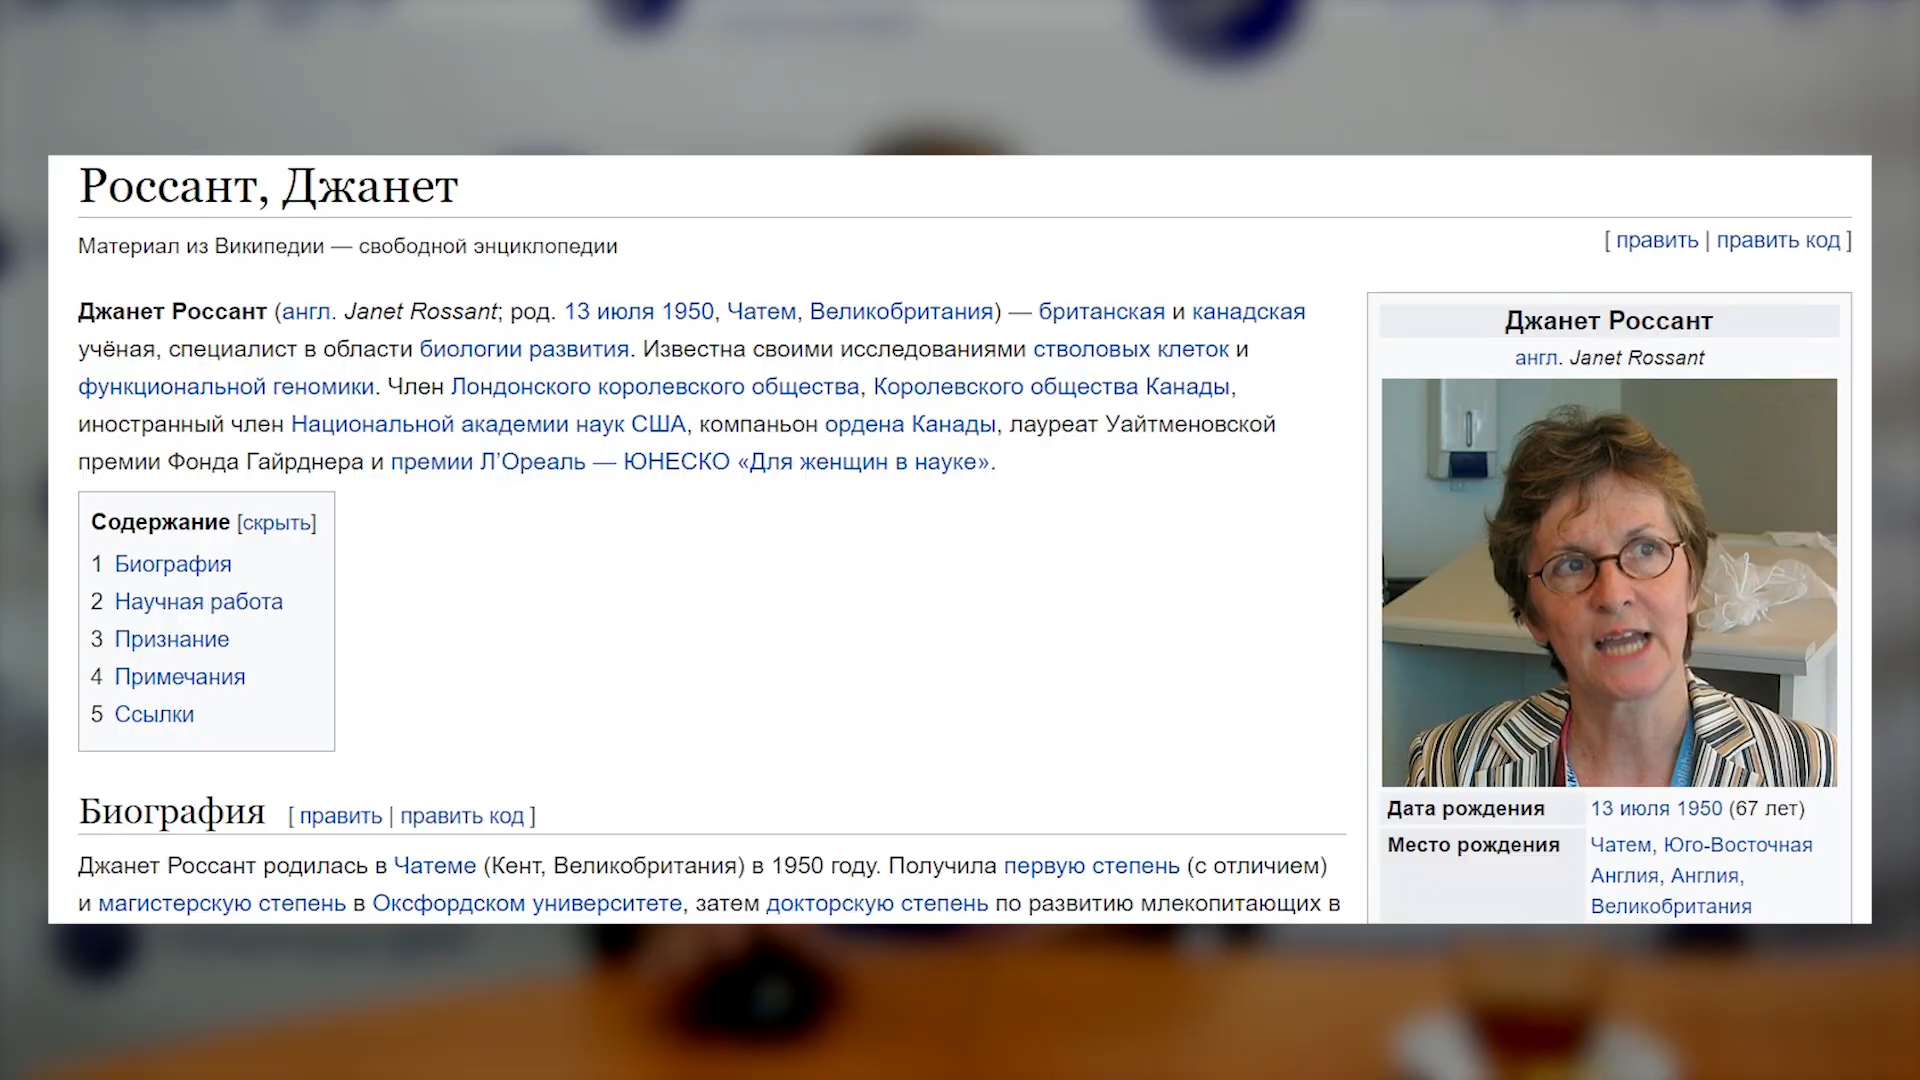 Россант, Джанет
Материал из Википедии — свободной энциклопедии
[ править | править код ]
Джанет Россант (англ. Janet Rossant; род. 13 июля 1950, Чатем, Великобритания) — британская и канадская
учёная, специалист в области биологии развития. Известна своими исследованиями стволовых клеток и
функциональной геномики. Член Лондонского королевского общества, Королевского общества Канады,
иностранный член Национальной академии наук США, компаньон ордена Канады, лауреат Уайтменовской
премии Фонда Гайрднера и премии Л’Ореаль — ЮНЕСКО «Для женщин в науке».
Содержание [скрыть]
1 Биография
2 Научная работа
3 Признание
4 Примечания
5 Ссылки
Биография [ править | править код ]
Джанет Россант родилась в Чатеме (Кент, Великобритания) в 1950 году. Получила первую степень (с отличием)
и магистерскую степень в Оксфордском университете, затем докторскую степень по развитию млекопитающих в
Джанет Россант
англ. Janet Rossant
Дата рождения 13 июля 1950 (67 лет)
Место рождения Чатем, Юго-Восточная
Англия, Англия,
Великобритания